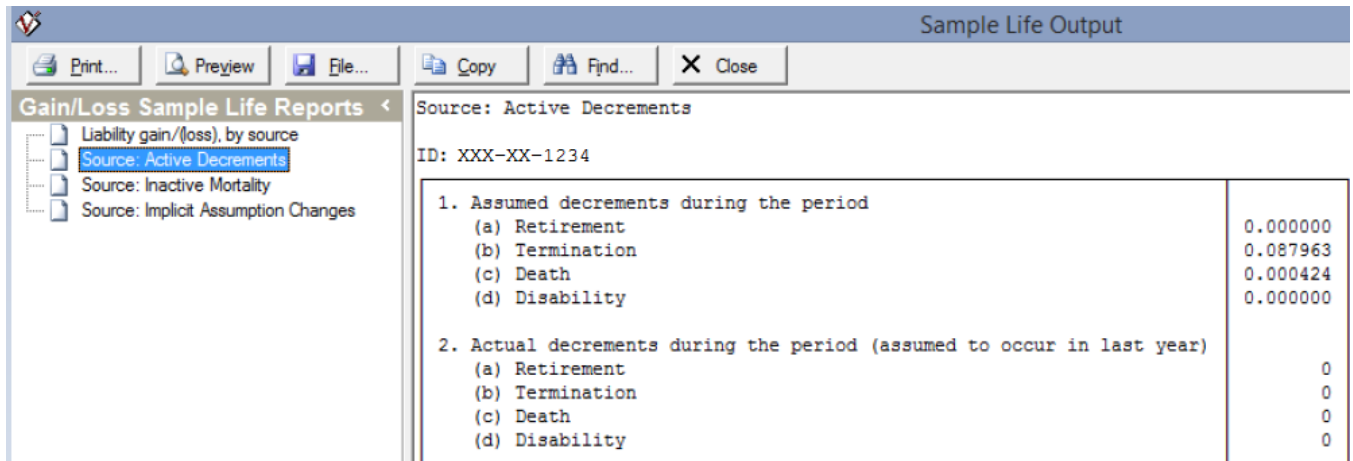 Sample Life Output
Print... Preview File... Copy Find... Close
Gain/Loss Sample Life Reports <
Liability gain/(loss), by source
Source: Active Decrements
Source: Inactive Mortality
Source: Implicit Assumption Changes
Source: Active Decrements
ID: XXX-XX-1234
1. Assumed decrements during the period
(a) Retirement 0.000000
(b) Termination 0.087963
(c) Death 0.000424
(d) Disability 0.000000
2. Actual decrements during the period (assumed to occur in last year)
(a) Retirement 0
(b) Termination 0
(c) Death 0
(d) Disability 0